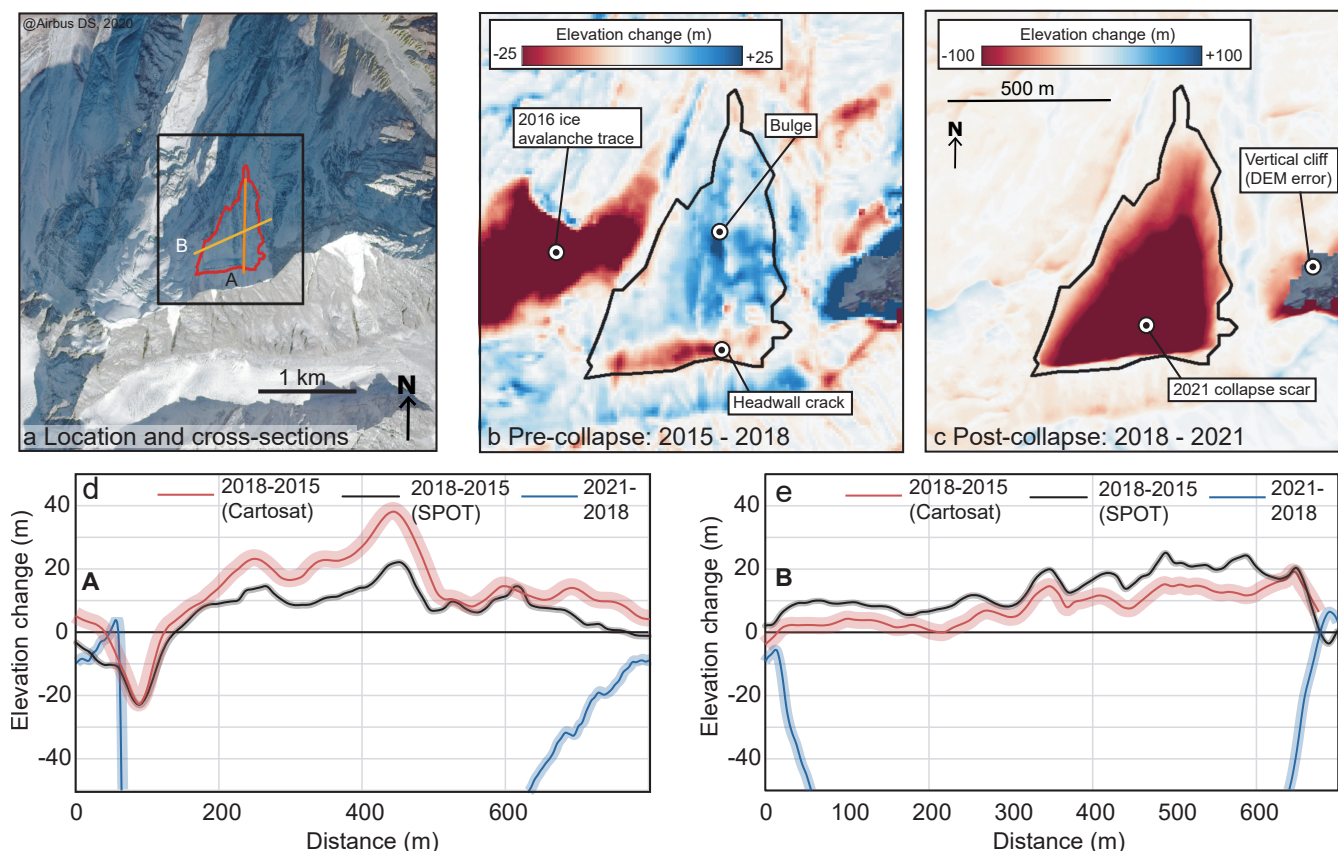 @Airbus DS, 2020
B
A
1 km
N
a Location and cross-sections
Elevation change (m)
-25
+25
2016 ice
avalanche trace
Bulge
Headwall crack
b Pre-collapse: 2015 - 2018
Elevation change (m)
-100
+100
500 m
N
Vertical cliff
(DEM error)
2021 collapse scar
c Post-collapse: 2018 - 2021
d
2018-2015
(Cartosat)
2018-2015
(SPOT)
2021-
2018
A
Elevation change (m)
40
20
0
-20
-40
0
200
400
600
Distance (m)
e
2018-2015
(Cartosat)
2018-2015
(SPOT)
2021-
2018
B
Elevation change (m)
40
20
0
-20
-40
0
100
200
300
400
500
600
Distance (m)